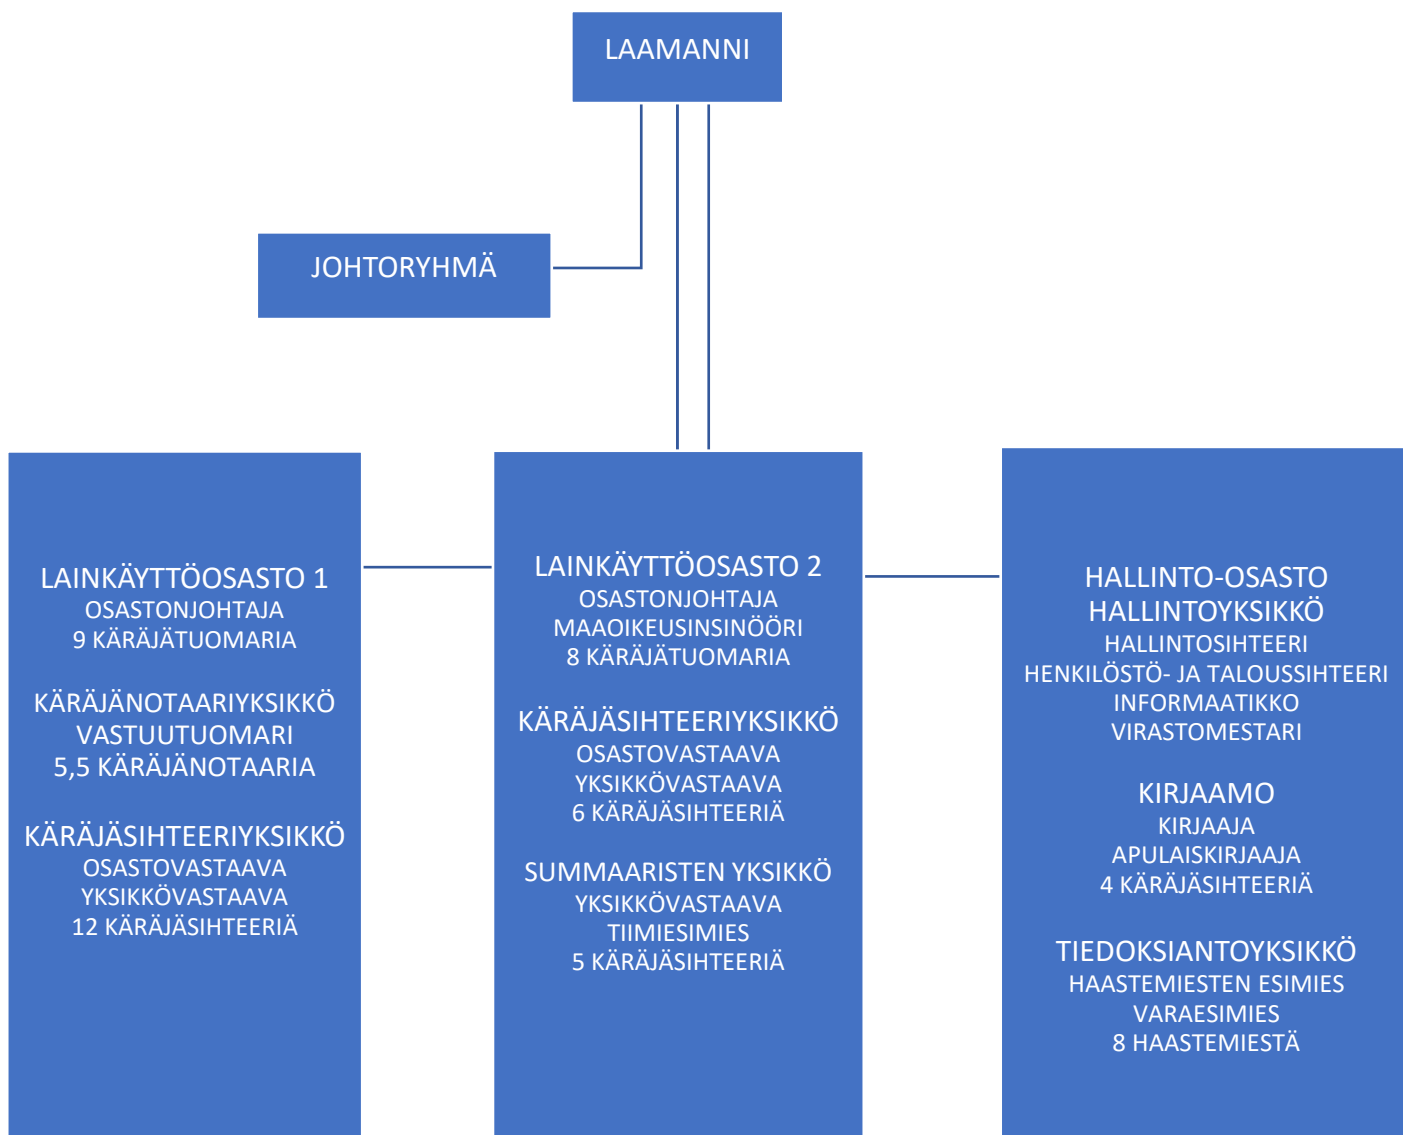 LAAMANNI
JOHTORYHMÄ
LAINKÄYTTÖOSASTO 1
OSASTONJOHTAJA
9 KÄRÄJÄTUOMARIA
KÄRÄJÄNOTAARIYKSIKKÖ
VASTUUTUOMARI
5,5 KÄRÄJÄNOTAARIA
KÄRÄJÄSIHTEERIYKSIKKÖ
OSASTOVASTAAVA
YKSIKKÖVASTAAVA
12 KÄRÄJÄSIHTEERIÄ
LAINKÄYTTÖOSASTO 2
OSASTONJOHTAJA
MAAOIKEUSINSINÖÖRI
8 KÄRÄJÄTUOMARIA
KÄRÄJÄSIHTEERIYKSIKKÖ
OSASTOVASTAAVA
YKSIKKÖVASTAAVA
6 KÄRÄJÄSIHTEERIÄ
SUMMAARISTEN YKSIKKÖ
YKSIKKÖVASTAAVA
TIIMIESIMIES
5 KÄRÄJÄSIHTEERIÄ
HALLINTO-OSASTO
HALLINTOYKSIKKÖ
HALLINTOSIHTEERI
HENKILÖSTÖ- JA TALOUSSIHTEERI
INFORMAATIKKO
VIRASTOMESTARI
KIRJAAMO
KIRJAAJA
APULAISKIRJAAJA
4 KÄRÄJÄSIHTEERIÄ
TIEDOKSIANTOYKSIKKÖ
HAASTEMIESTEN ESIMIES
VARAESIMIES
8 HAASTEMIESTÄ